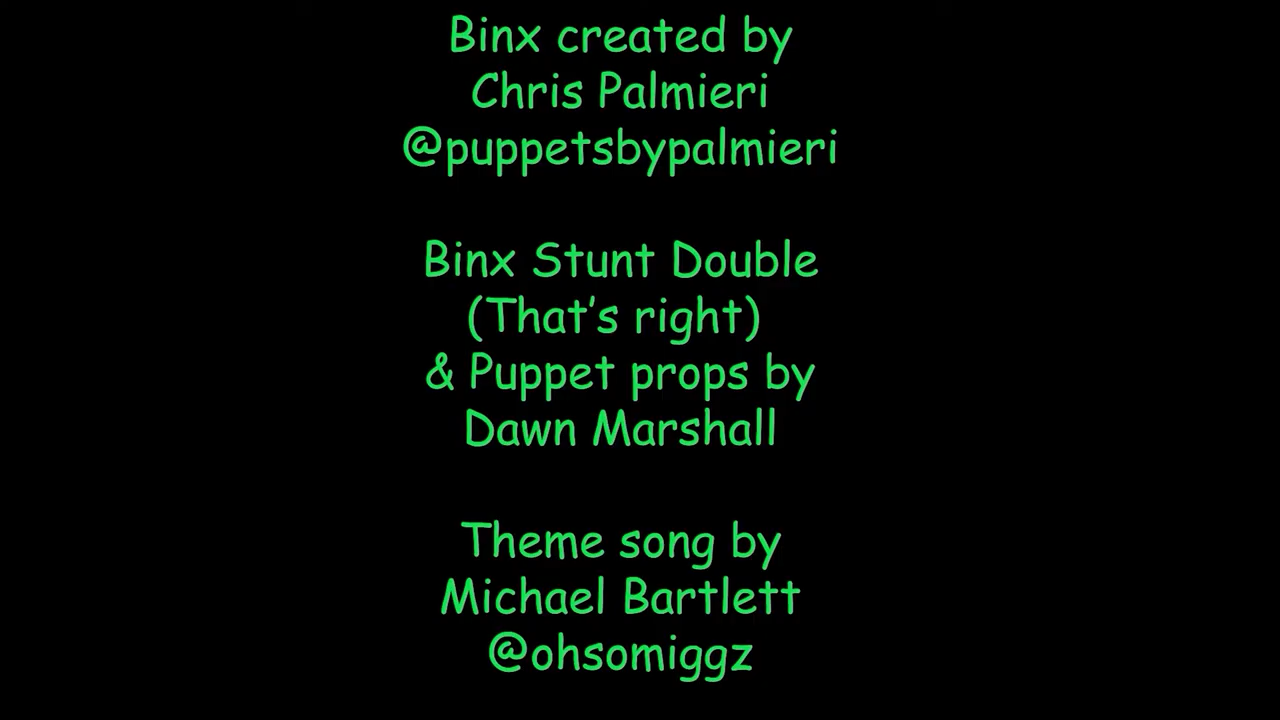 Binx created by
Chris Palmieri
@puppetsbypalmieri
Binx Stunt Double
(That’s right)
& Puppet props by
Dawn Marshall
Theme song by
Michael Bartlett
@ohsomiggz